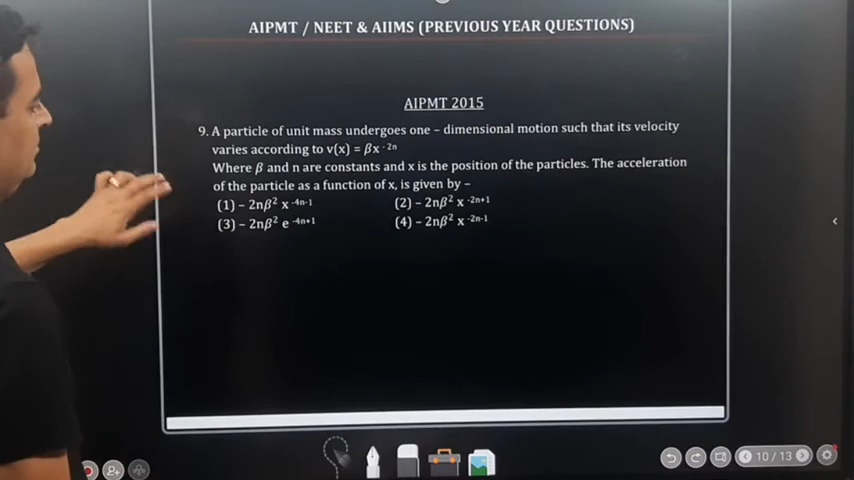 AIPMT / NEET & AIIMS (PREVIOUS YEAR QUESTIONS)
AIPMT 2015
9. A particle of unit mass undergoes one – dimensional motion such that its velocity
varies according to v(x) = βx⁻²ⁿ
Where β and n are constants and x is the position of the particles. The acceleration
of the particle as a function of x, is given by –
(1) – 2nβ² x⁻⁴ⁿ⁻¹ (2) – 2nβ² x⁻²ⁿ⁺¹
(3) – 2nβ² e⁻⁴ⁿ⁺¹ (4) – 2nβ² x⁻²ⁿ⁻¹
10 / 13